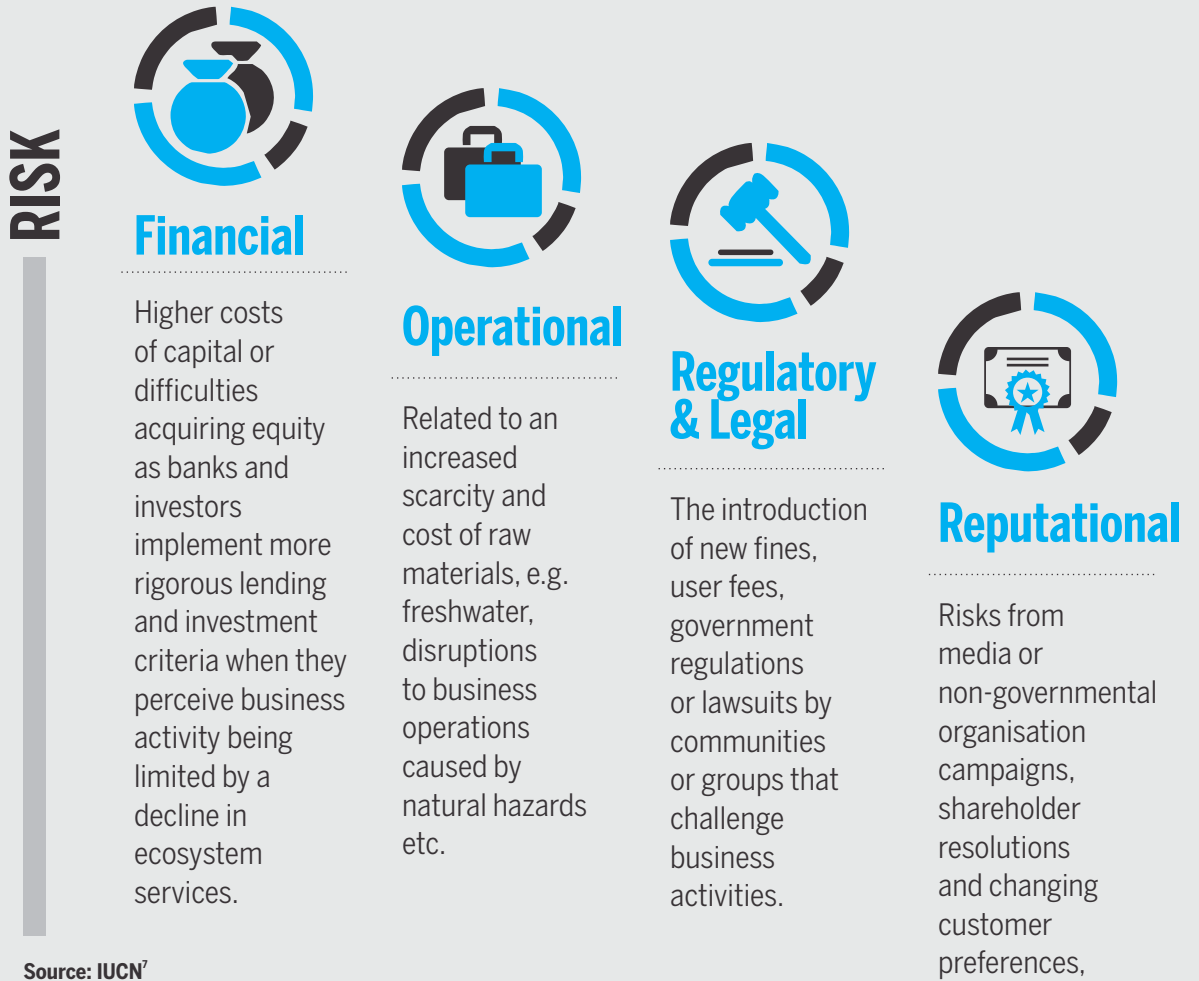 RISK
Financial
Higher costs
of capital or
difficulties
acquiring equity
as banks and
investors
implement more
rigorous lending
and investment
criteria when they
perceive business
activity being
limited by a
decline in
ecosystem
services.
Operational
Related to an
increased
scarcity and
cost of raw
materials, e.g.
freshwater,
disruptions
to business
operations
caused by
natural hazards
etc.
Regulatory
& Legal
The introduction
of new fines,
user fees,
government
regulations
or lawsuits by
communities
or groups that
challenge
business
activities.
Reputational
Risks from
media or
non-governmental
organisation
campaigns,
shareholder
resolutions
and changing
customer
preferences,
Source: IUCN7